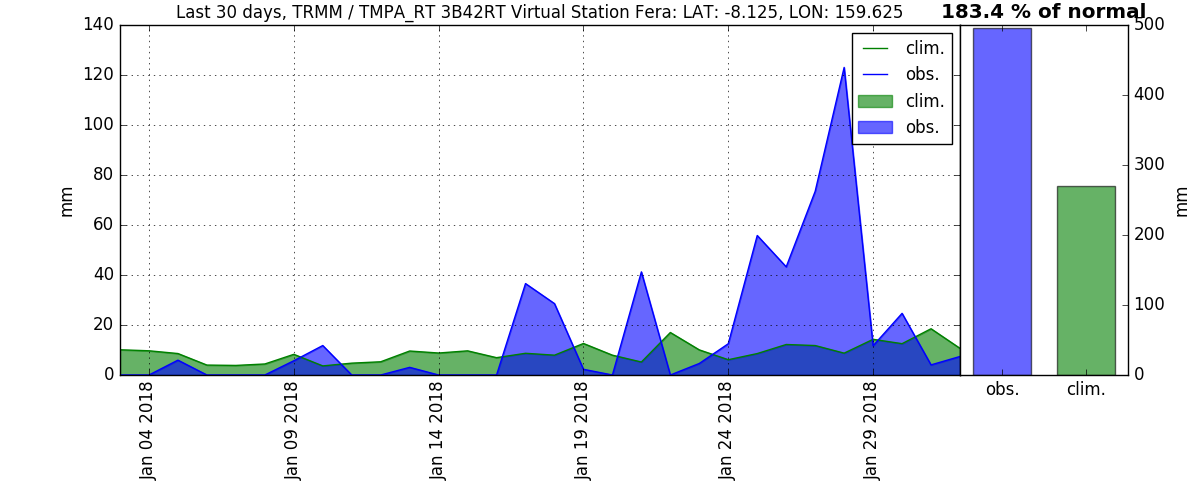 Last 30 days, TRMM / TMPA_RT 3B42RT Virtual Station Fera: LAT: -8.125, LON: 159.625
183.4 % of normal
140
120
100
80
60
40
20
0
mm
clim.
obs.
clim.
obs.
Jan 04 2018
Jan 09 2018
Jan 14 2018
Jan 19 2018
Jan 24 2018
Jan 29 2018
500
400
300
200
100
0
mm
obs.
clim.